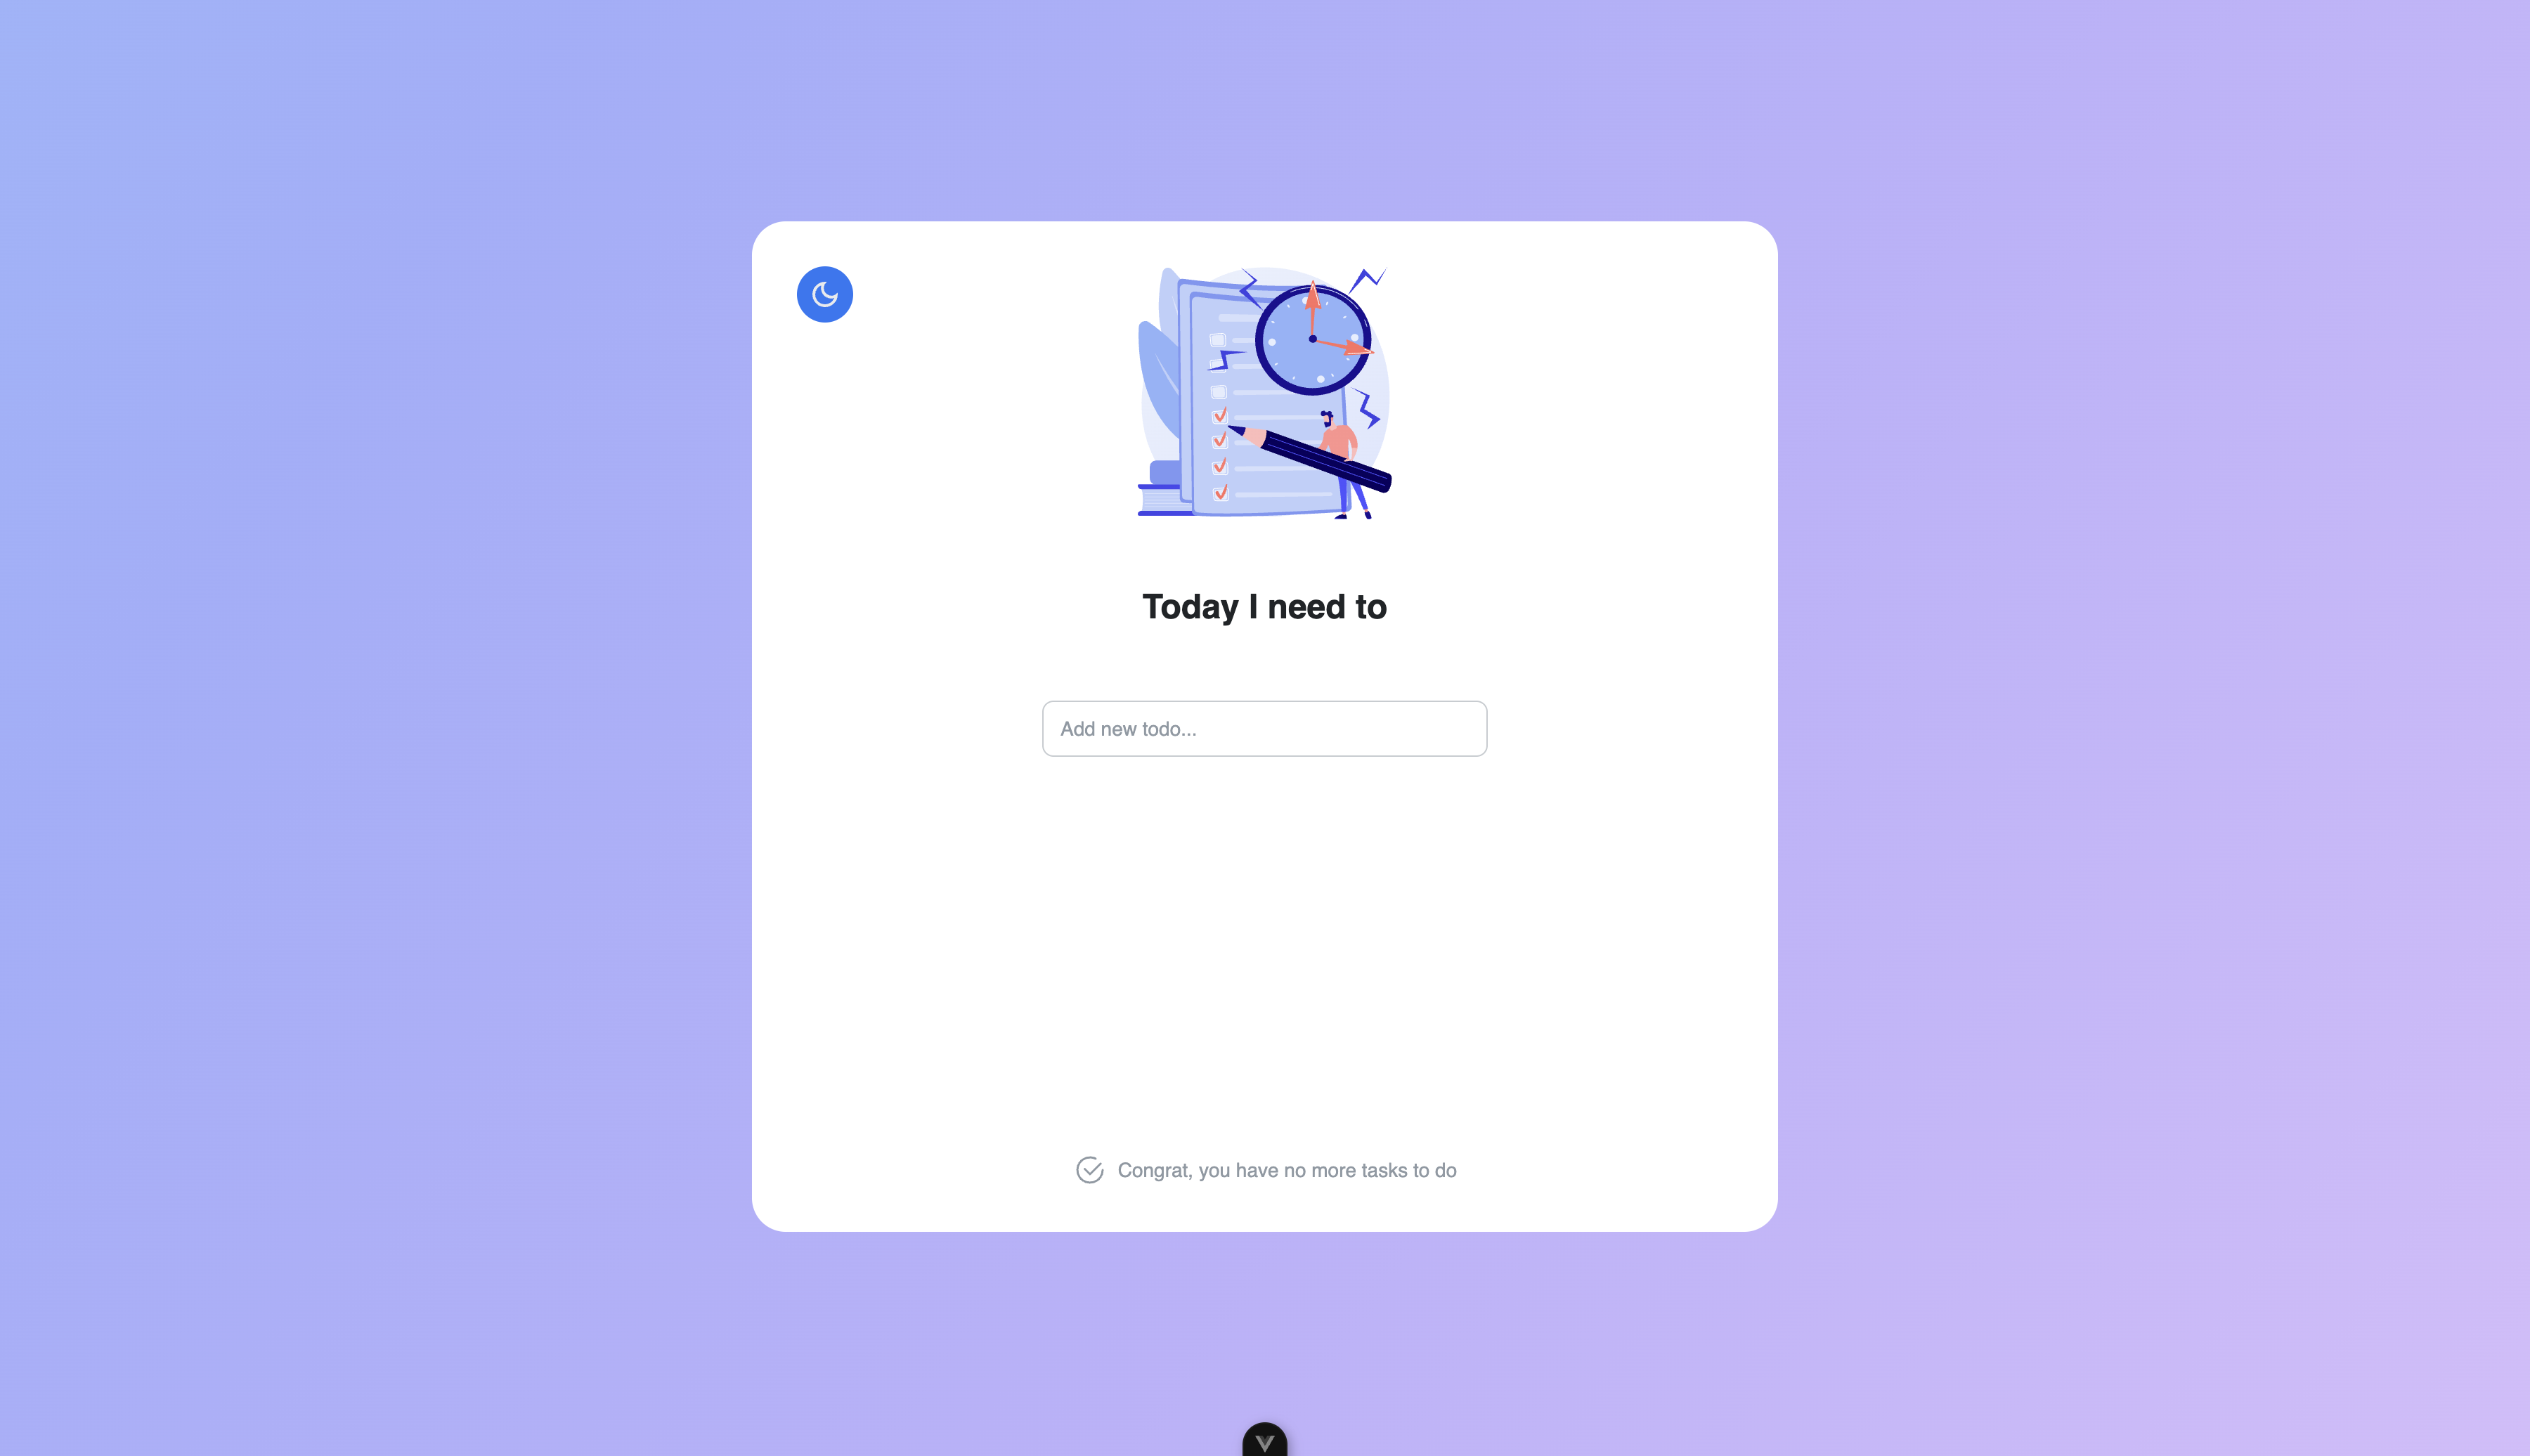 Today I need to
Add new todo...
Congrat, you have no more tasks to do